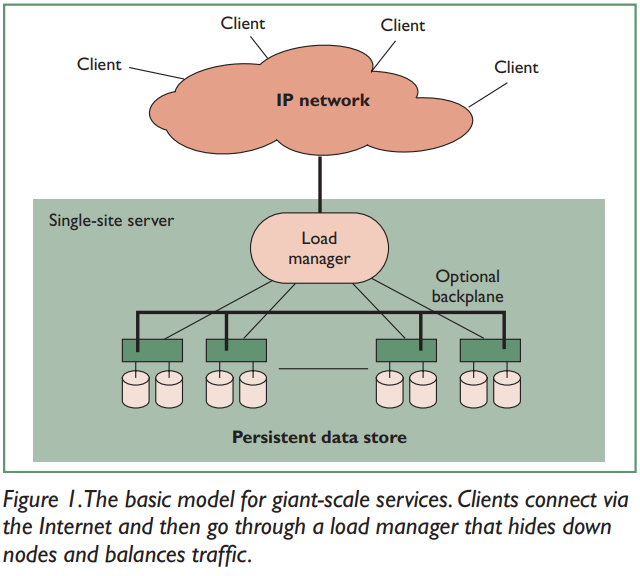 Client
Client
Client
Client
IP network
Single-site server
Load
manager
Optional
backplane
Persistent data store
Figure 1.The basic model for giant-scale services. Clients connect via
the Internet and then go through a load manager that hides down
nodes and balances traffic.